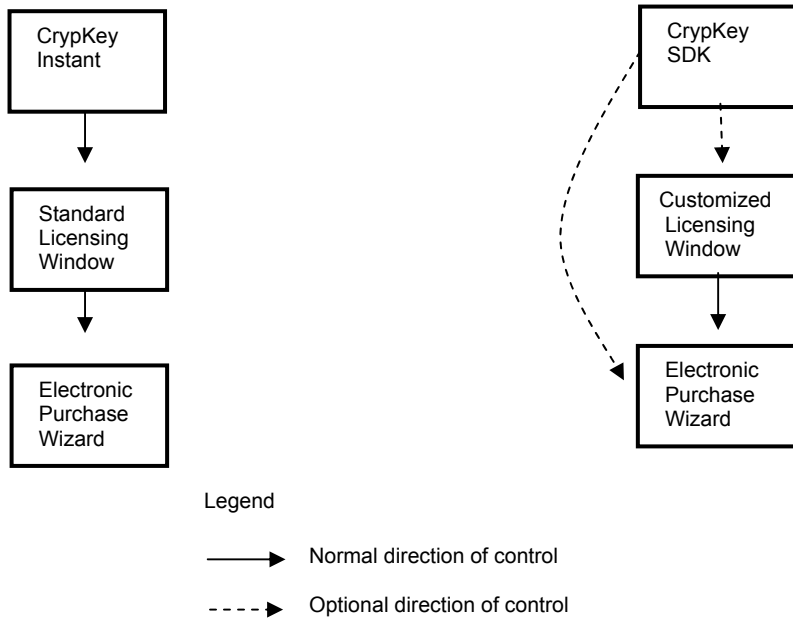 CrypKey
Instant
Standard
Licensing
Window
Electronic
Purchase
Wizard
CrypKey
SDK
Customized
Licensing
Window
Electronic
Purchase
Wizard
Legend
Normal direction of control
Optional direction of control